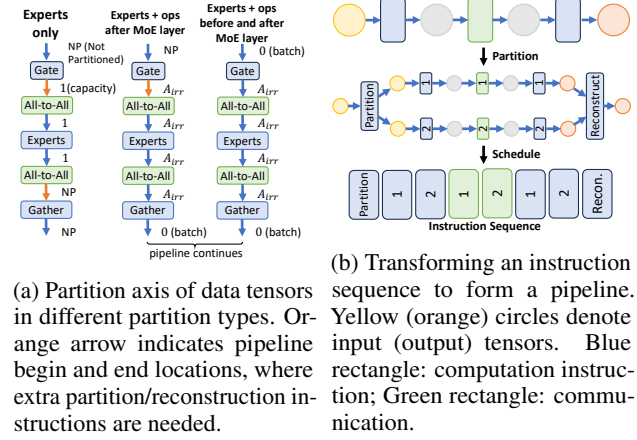 Experts
only
NP (Not
Partitioned)
Gate
1(capacity)
All-to-All
1
Experts
1
All-to-All
NP
Gather
NP
Experts + ops
after MoE layer
NP
Gate
A_irr
All-to-All
A_irr
Experts
A_irr
All-to-All
A_irr
Gather
0 (batch)
Experts + ops
before and after
MoE layer
0 (batch)
Gate
A_irr
All-to-All
A_irr
Experts
A_irr
All-to-All
A_irr
Gather
0 (batch)
pipeline continues
(a) Partition axis of data tensors
in different partition types. Or-
ange arrow indicates pipeline
begin and end locations, where
extra partition/reconstruction in-
structions are needed.
Partition
Partition
1
1
1
2
2
2
Reconstruct
Schedule
Partition
1
2
1
2
1
2
Recon.
Instruction Sequence
(b) Transforming an instruction
sequence to form a pipeline.
Yellow (orange) circles denote
input (output) tensors. Blue
rectangle: computation instruc-
tion; Green rectangle: commu-
nication.